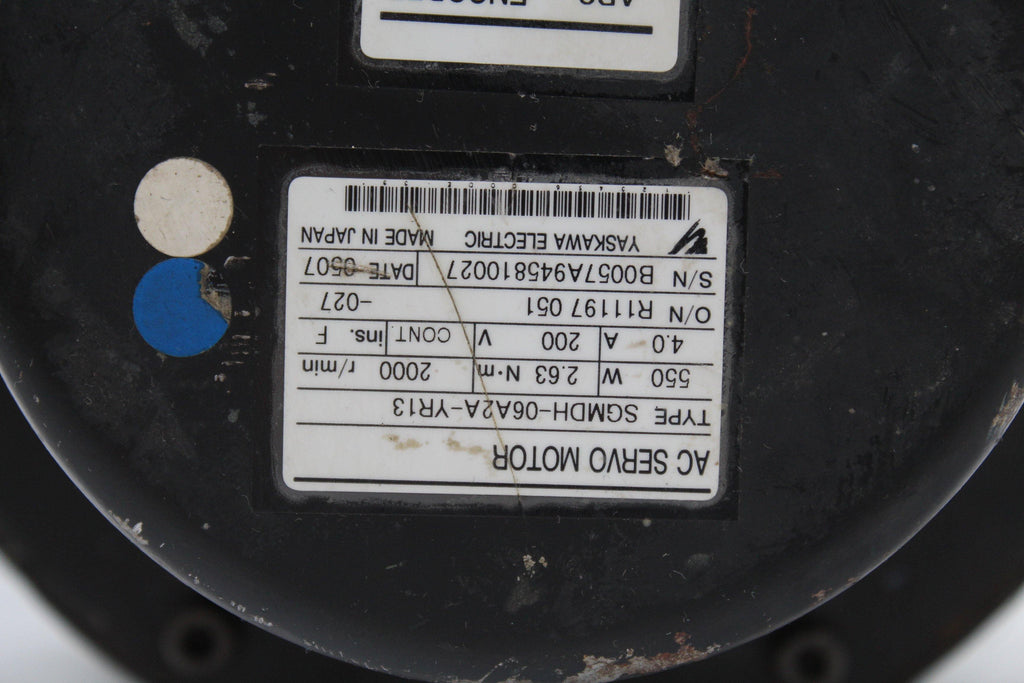 AC SERVO MOTOR
TYPE SGMDH-06A2A-YR13
550 W 2.63 N·m 2000 r/min
4.0 A 200 V CONT. ins. F
O/N R11197 051 -027
S/N B0057A945810027 DATE 0507
YASKAWA ELECTRIC MADE IN JAPAN